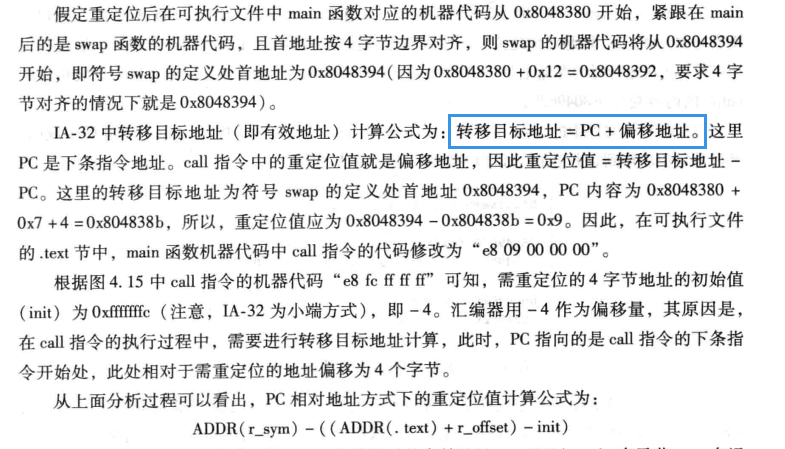 假定重定位后在可执行文件中 main 函数对应的机器代码从 0x8048380 开始，紧跟在 main
后的是 swap 函数的机器代码，且首地址按 4 字节边界对齐，则 swap 的机器代码将从 0x8048394
开始，即符号 swap 的定义处首地址为 0x8048394（因为 0x8048380 + 0x12 = 0x8048392，要求 4 字
节对齐的情况下就是 0x8048394）。
IA-32 中转移目标地址（即有效地址）计算公式为：转移目标地址 = PC + 偏移地址。这里
PC 是下条指令地址。call 指令中的重定位值就是偏移地址，因此重定位值 = 转移目标地址 -
PC。这里的转移目标地址为符号 swap 的定义处首地址 0x8048394，PC 内容为 0x8048380 +
0x7 + 4 = 0x804838b，所以，重定位值应为 0x8048394 - 0x804838b = 0x9。因此，在可执行文件
的 .text 节中，main 函数机器代码中 call 指令的代码修改为“e8 09 00 00 00”。
根据图 4.15 中 call 指令的机器代码“e8 fc ff ff ff”可知，需重定位的 4 字节地址的初始值
（init）为 0xfffffffc（注意，IA-32 为小端方式），即 -4。汇编器用 -4 作为偏移量，其原因是，
在 call 指令的执行过程中，需要进行转移目标地址计算，此时，PC 指向的是 call 指令的下条指
令开始处，此处相对于需重定位的地址偏移为 4 个字节。
从上面分析过程可以看出，PC 相对地址方式下的重定位值计算公式为：
ADDR(r_sym) - ((ADDR(.text) + r_offset) - init)